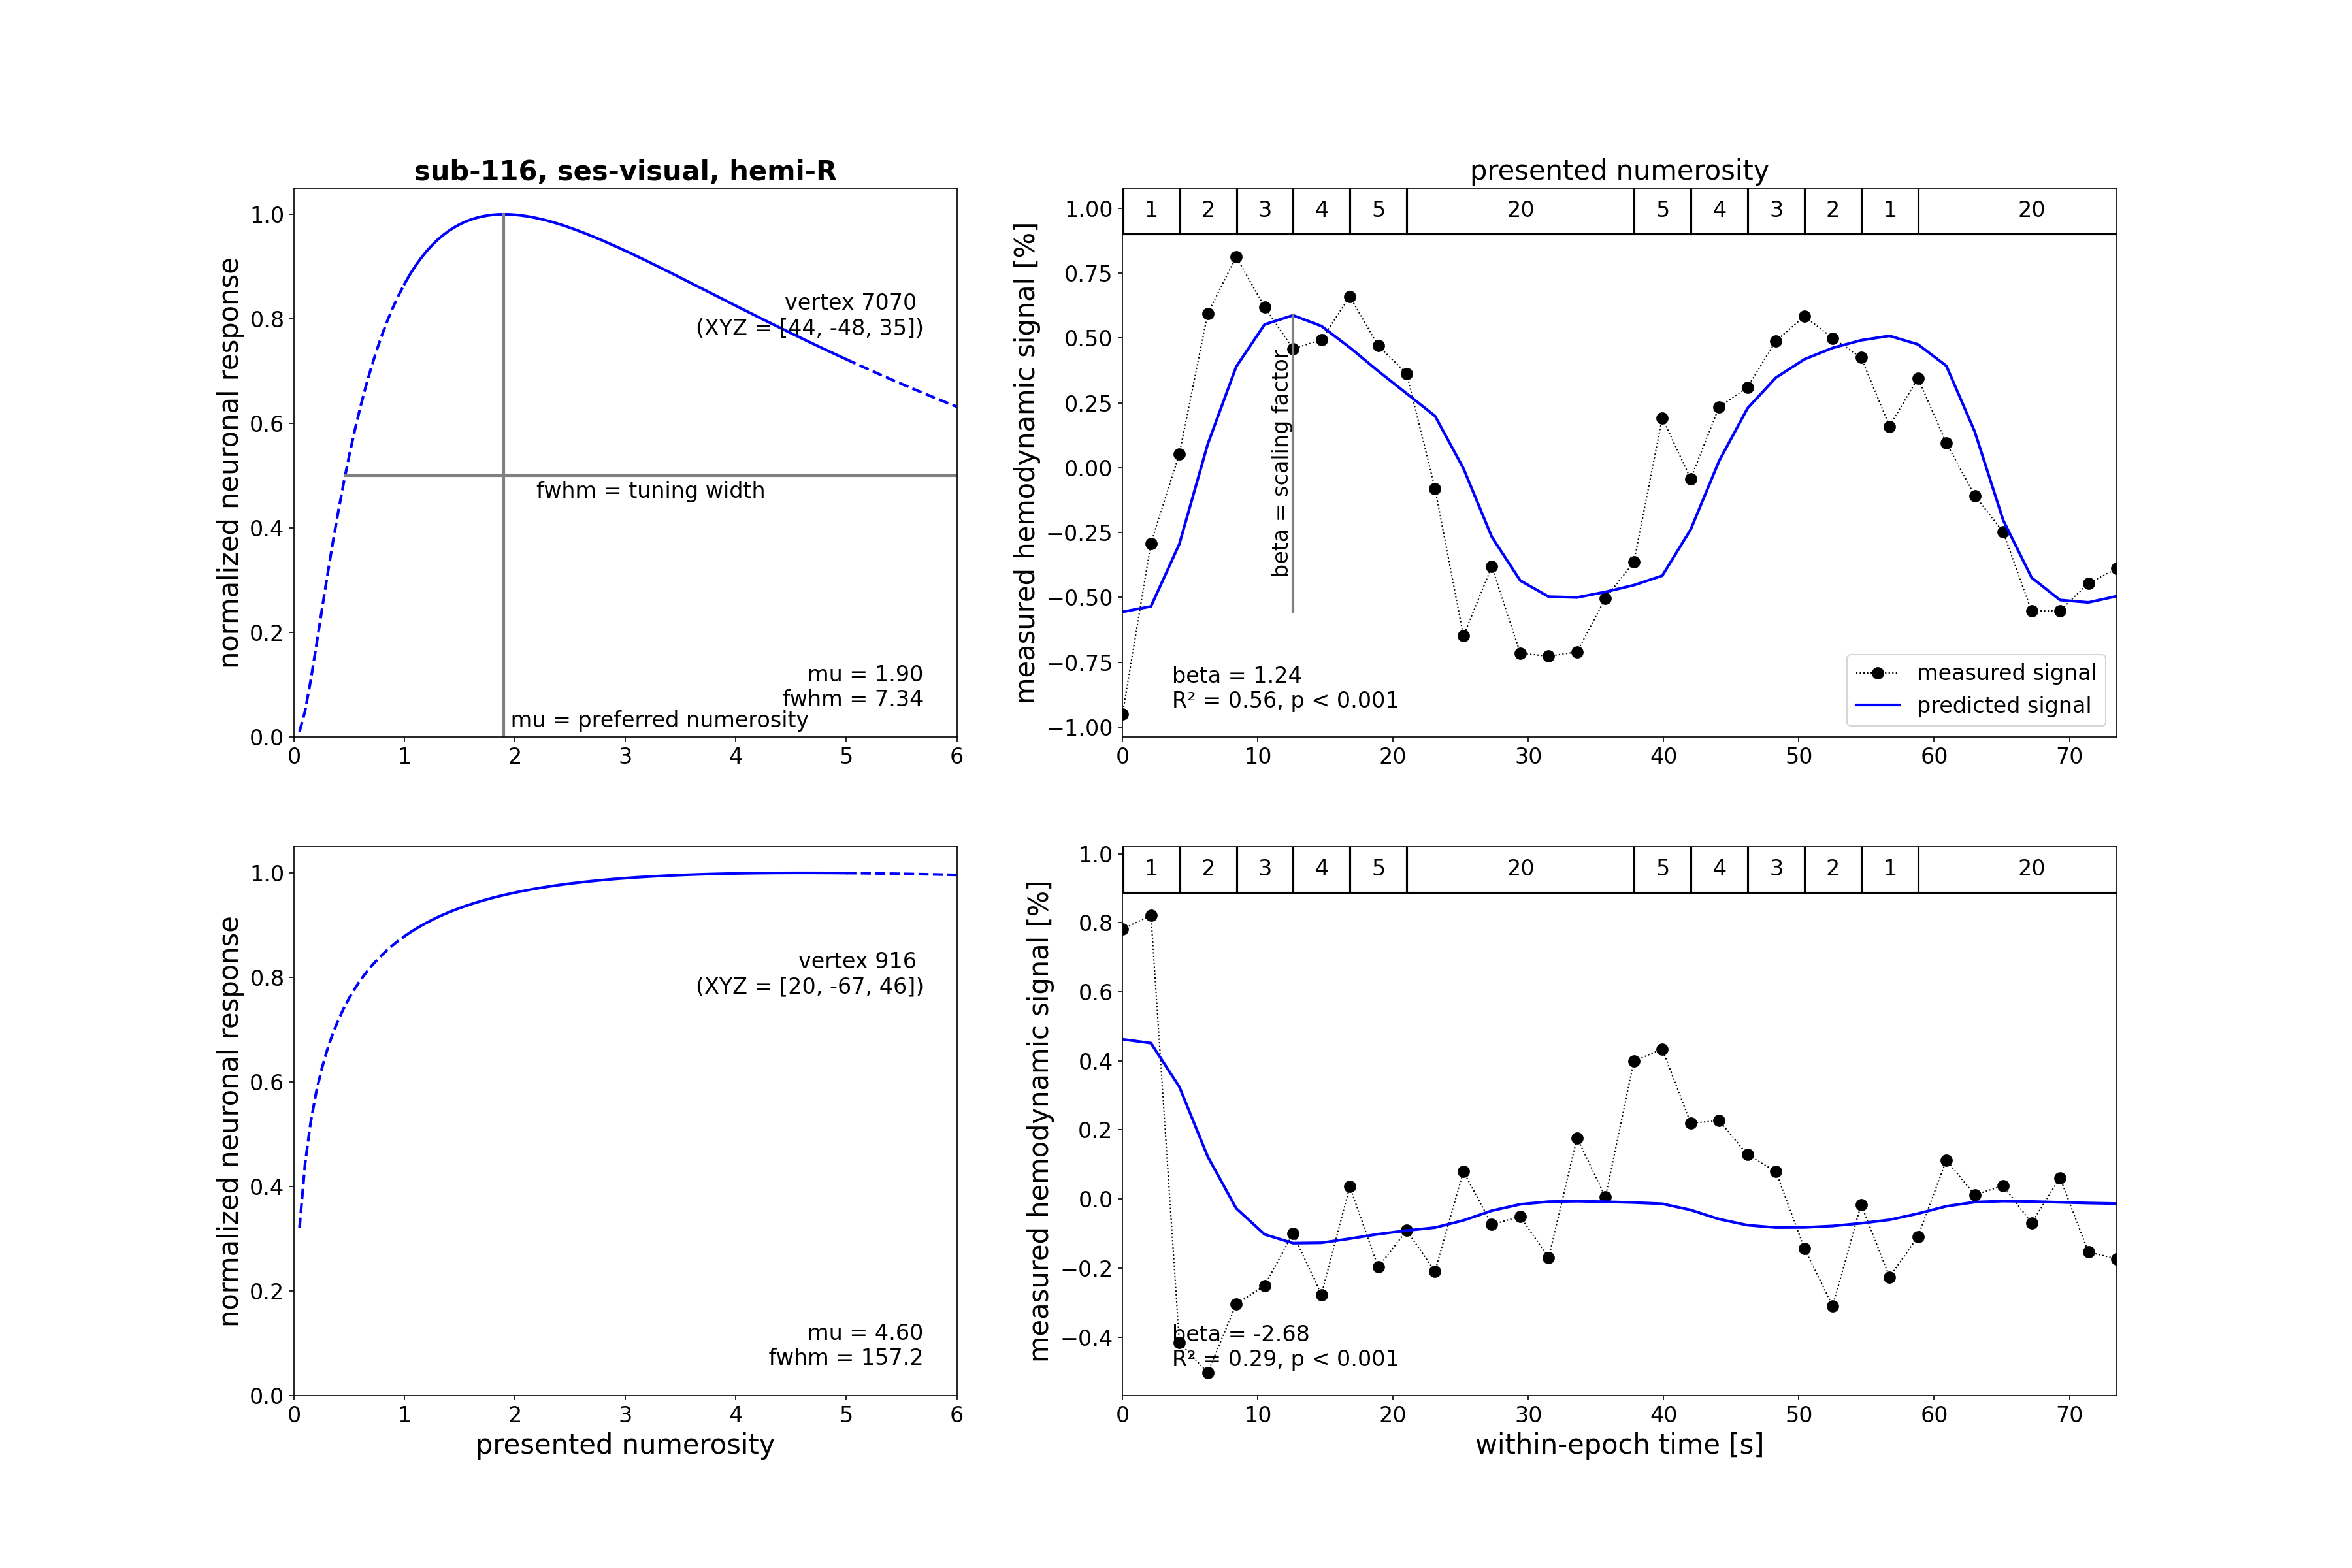 sub-116, ses-visual, hemi-R
normalized neuronal response
1.0
0.8
0.6
0.4
0.2
0.0
vertex 7070
(XYZ = [44, -48, 35])
fwhm = tuning width
mu = 1.90
fwhm = 7.34
mu = preferred numerosity
0 1 2 3 4 5 6
presented numerosity
1 2 3 4 5 20 5 4 3 2 1 20
measured hemodynamic signal [%]
1.00
0.75
0.50
0.25
0.00
−0.25
−0.50
−0.75
−1.00
beta = scaling factor
beta = 1.24
R² = 0.56, p < 0.001
measured signal
predicted signal
0 10 20 30 40 50 60 70
normalized neuronal response
1.0
0.8
0.6
0.4
0.2
0.0
vertex 916
(XYZ = [20, -67, 46])
mu = 4.60
fwhm = 157.2
0 1 2 3 4 5 6
presented numerosity
1 2 3 4 5 20 5 4 3 2 1 20
measured hemodynamic signal [%]
1.0
0.8
0.6
0.4
0.2
0.0
−0.2
−0.4
beta = -2.68
R² = 0.29, p < 0.001
0 10 20 30 40 50 60 70
within-epoch time [s]